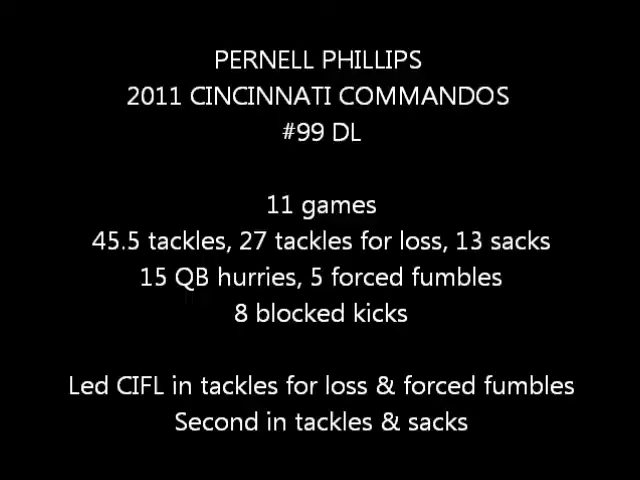 PERNELL PHILLIPS
2011 CINCINNATI COMMANDOS
#99 DL
11 games
45.5 tackles, 27 tackles for loss, 13 sacks
15 QB hurries, 5 forced fumbles
8 blocked kicks
Led CIFL in tackles for loss & forced fumbles
Second in tackles & sacks